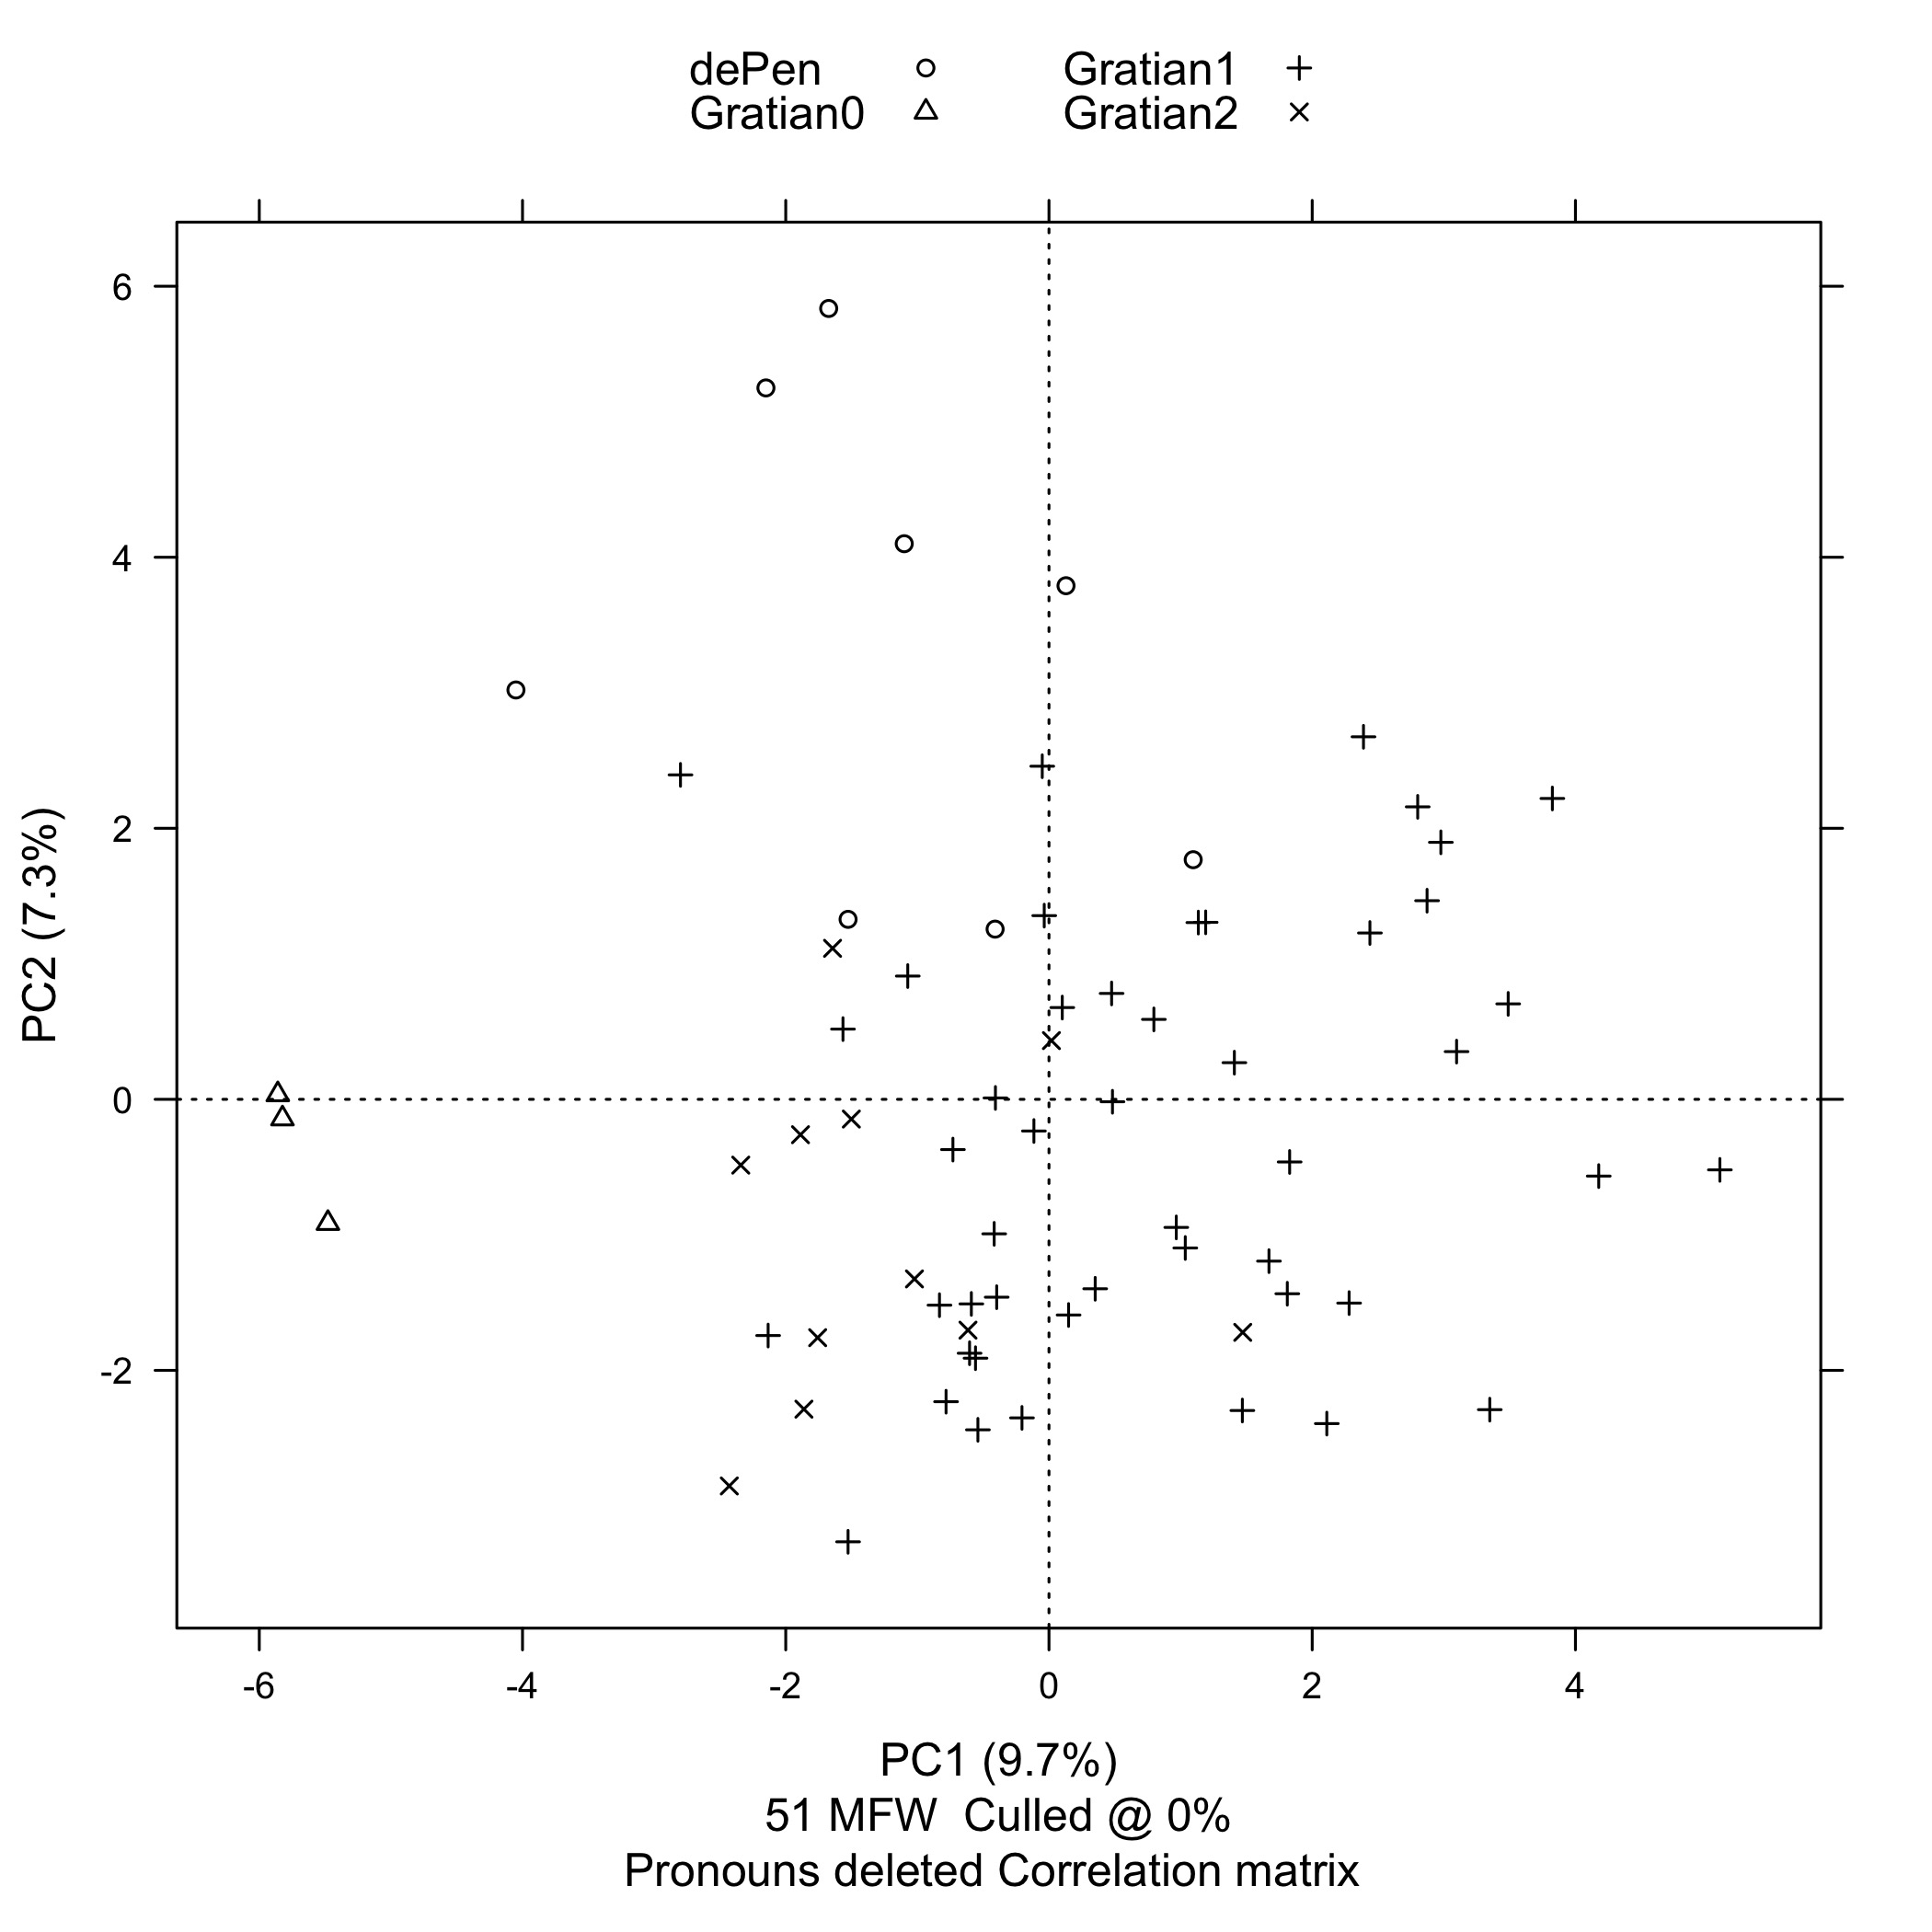 dePen ○ Gratian1 +
Gratian0 △ Gratian2 ×
6
4
2
0
-2
PC2 (7.3%)
-6 -4 -2 0 2 4
PC1 (9.7%)
51 MFW  Culled @ 0%
Pronouns deleted Correlation matrix